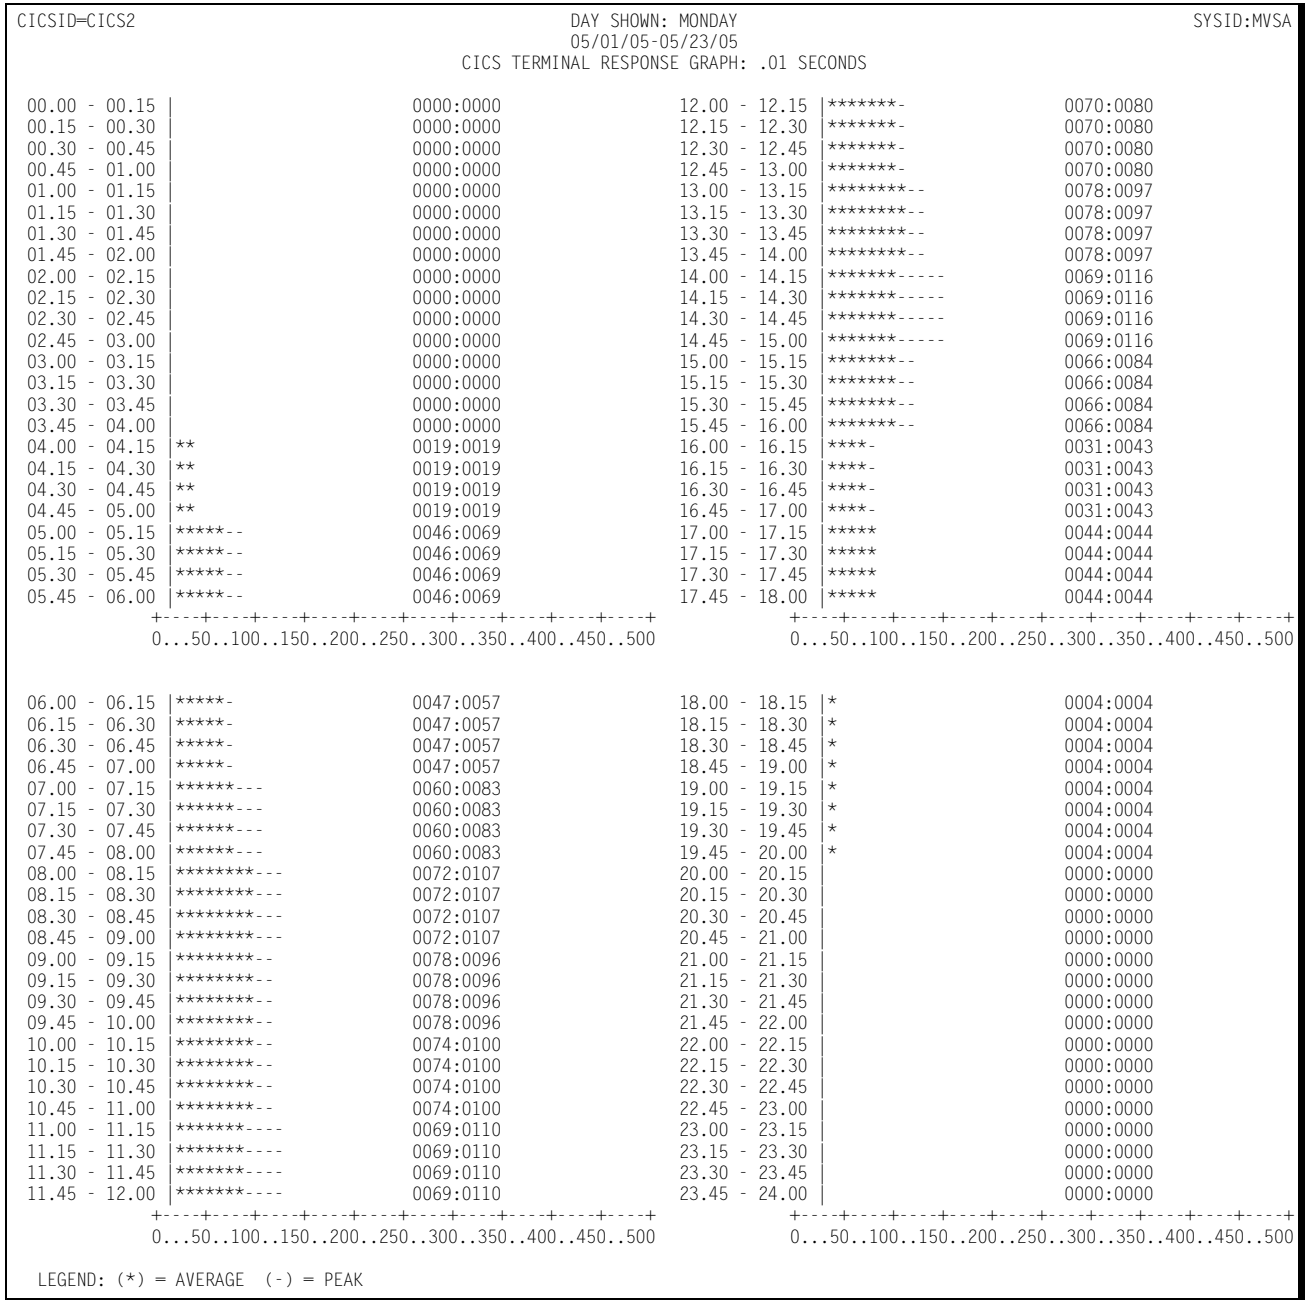 CICSID=CICS2 DAY SHOWN: MONDAY SYSID:MVSA
05/01/05-05/23/05
CICS TERMINAL RESPONSE GRAPH: .01 SECONDS
00.00 - 00.15 | 0000:0000 12.00 - 12.15 |*******- 0070:0080
00.15 - 00.30 | 0000:0000 12.15 - 12.30 |*******- 0070:0080
00.30 - 00.45 | 0000:0000 12.30 - 12.45 |*******- 0070:0080
00.45 - 01.00 | 0000:0000 12.45 - 13.00 |*******- 0070:0080
01.00 - 01.15 | 0000:0000 13.00 - 13.15 |********-- 0078:0097
01.15 - 01.30 | 0000:0000 13.15 - 13.30 |********-- 0078:0097
01.30 - 01.45 | 0000:0000 13.30 - 13.45 |********-- 0078:0097
01.45 - 02.00 | 0000:0000 13.45 - 14.00 |********-- 0078:0097
02.00 - 02.15 | 0000:0000 14.00 - 14.15 |*******----- 0069:0116
02.15 - 02.30 | 0000:0000 14.15 - 14.30 |*******----- 0069:0116
02.30 - 02.45 | 0000:0000 14.30 - 14.45 |*******----- 0069:0116
02.45 - 03.00 | 0000:0000 14.45 - 15.00 |*******----- 0069:0116
03.00 - 03.15 | 0000:0000 15.00 - 15.15 |*******-- 0066:0084
03.15 - 03.30 | 0000:0000 15.15 - 15.30 |*******-- 0066:0084
03.30 - 03.45 | 0000:0000 15.30 - 15.45 |*******-- 0066:0084
03.45 - 04.00 | 0000:0000 15.45 - 16.00 |*******-- 0066:0084
04.00 - 04.15 |** 0019:0019 16.00 - 16.15 |****- 0031:0043
04.15 - 04.30 |** 0019:0019 16.15 - 16.30 |****- 0031:0043
04.30 - 04.45 |** 0019:0019 16.30 - 16.45 |****- 0031:0043
04.45 - 05.00 |** 0019:0019 16.45 - 17.00 |****- 0031:0043
05.00 - 05.15 |*****-- 0046:0069 17.00 - 17.15 |***** 0044:0044
05.15 - 05.30 |*****-- 0046:0069 17.15 - 17.30 |***** 0044:0044
05.30 - 05.45 |*****-- 0046:0069 17.30 - 17.45 |***** 0044:0044
05.45 - 06.00 |*****-- 0046:0069 17.45 - 18.00 |***** 0044:0044
+----+----+----+----+----+----+----+----+----+----+ +----+----+----+----+----+----+----+----+----+----+
0...50..100..150..200..250..300..350..400..450..500 0...50..100..150..200..250..300..350..400..450..500
06.00 - 06.15 |*****- 0047:0057 18.00 - 18.15 |* 0004:0004
06.15 - 06.30 |*****- 0047:0057 18.15 - 18.30 |* 0004:0004
06.30 - 06.45 |*****- 0047:0057 18.30 - 18.45 |* 0004:0004
06.45 - 07.00 |*****- 0047:0057 18.45 - 19.00 |* 0004:0004
07.00 - 07.15 |******--- 0060:0083 19.00 - 19.15 |* 0004:0004
07.15 - 07.30 |******--- 0060:0083 19.15 - 19.30 |* 0004:0004
07.30 - 07.45 |******--- 0060:0083 19.30 - 19.45 |* 0004:0004
07.45 - 08.00 |******--- 0060:0083 19.45 - 20.00 |* 0004:0004
08.00 - 08.15 |********--- 0072:0107 20.00 - 20.15 | 0000:0000
08.15 - 08.30 |********--- 0072:0107 20.15 - 20.30 | 0000:0000
08.30 - 08.45 |********--- 0072:0107 20.30 - 20.45 | 0000:0000
08.45 - 09.00 |********--- 0072:0107 20.45 - 21.00 | 0000:0000
09.00 - 09.15 |********-- 0078:0096 21.00 - 21.15 | 0000:0000
09.15 - 09.30 |********-- 0078:0096 21.15 - 21.30 | 0000:0000
09.30 - 09.45 |********-- 0078:0096 21.30 - 21.45 | 0000:0000
09.45 - 10.00 |********-- 0078:0096 21.45 - 22.00 | 0000:0000
10.00 - 10.15 |********-- 0074:0100 22.00 - 22.15 | 0000:0000
10.15 - 10.30 |********-- 0074:0100 22.15 - 22.30 | 0000:0000
10.30 - 10.45 |********-- 0074:0100 22.30 - 22.45 | 0000:0000
10.45 - 11.00 |********-- 0074:0100 22.45 - 23.00 | 0000:0000
11.00 - 11.15 |*******---- 0069:0110 23.00 - 23.15 | 0000:0000
11.15 - 11.30 |*******---- 0069:0110 23.15 - 23.30 | 0000:0000
11.30 - 11.45 |*******---- 0069:0110 23.30 - 23.45 | 0000:0000
11.45 - 12.00 |*******---- 0069:0110 23.45 - 24.00 | 0000:0000
+----+----+----+----+----+----+----+----+----+----+ +----+----+----+----+----+----+----+----+----+----+
0...50..100..150..200..250..300..350..400..450..500 0...50..100..150..200..250..300..350..400..450..500
LEGEND: (*) = AVERAGE (-) = PEAK